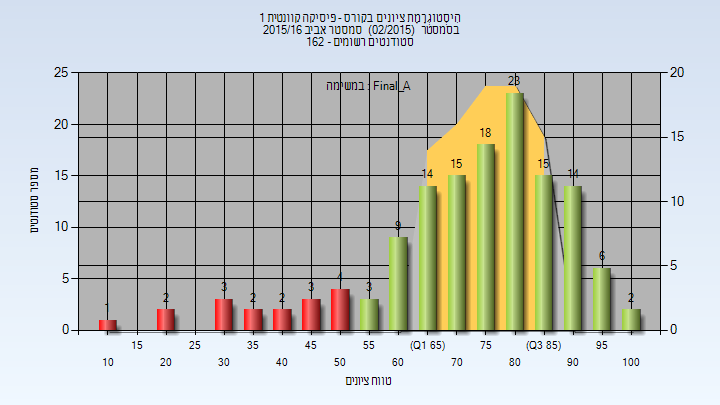 היסטוגרמת ציונים בקורס - פיסיקה קוונטית 1
בסמסטר (02/2015) סמסטר אביב 2015/16
סטודנטים רשומים - 162
במשימה : Final_A
25 20 15 10 5 0
מספר סטודנטים
20 15 10 5 0
1 2 3 2 2 3 4 3 9 14 15 18 23 15 14 6 2
15 25 35 45 55 (Q1 65) 75 (Q3 85) 95
10 20 30 40 50 60 70 80 90 100
טווח ציונים